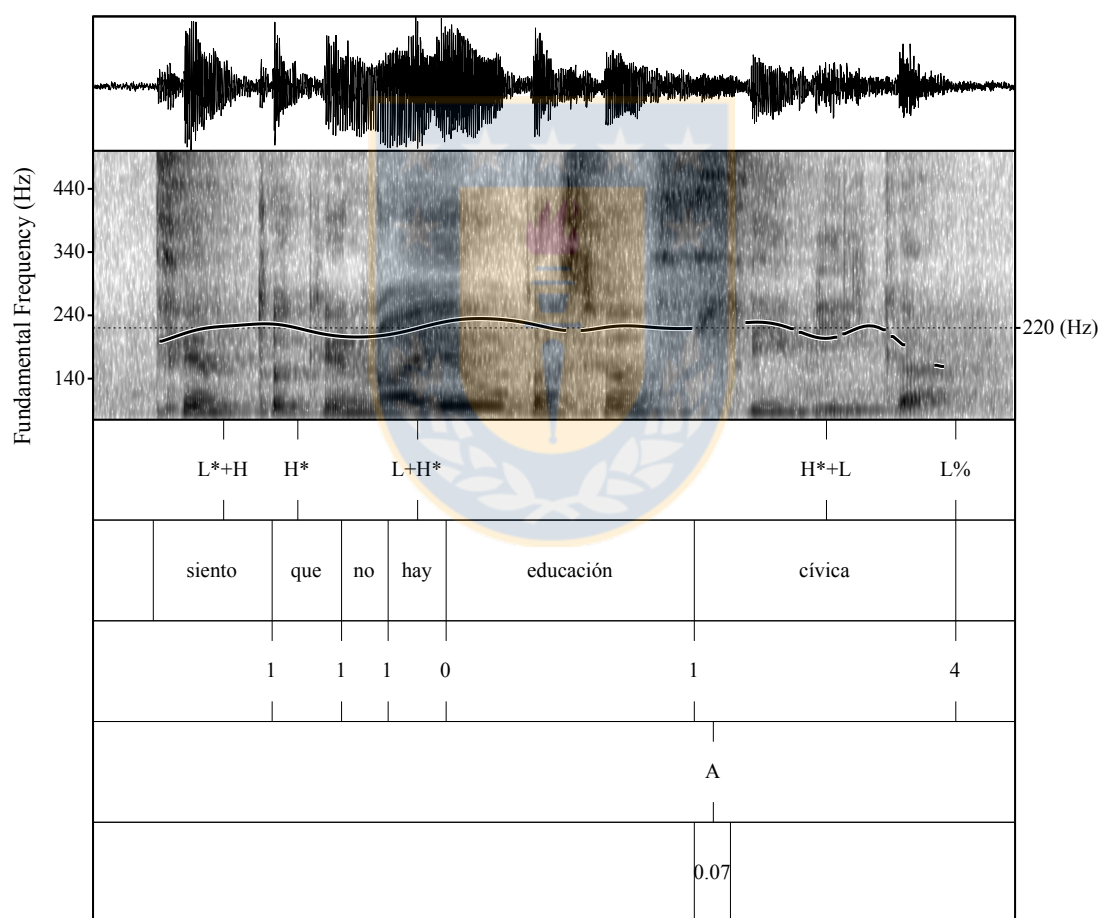 Fundamental Frequency (Hz)
440
340
240
140
220 (Hz)
L*+H H* L+H* H*+L L%
siento que no hay educación cívica
1 1 1 0 1 4
A
0.07